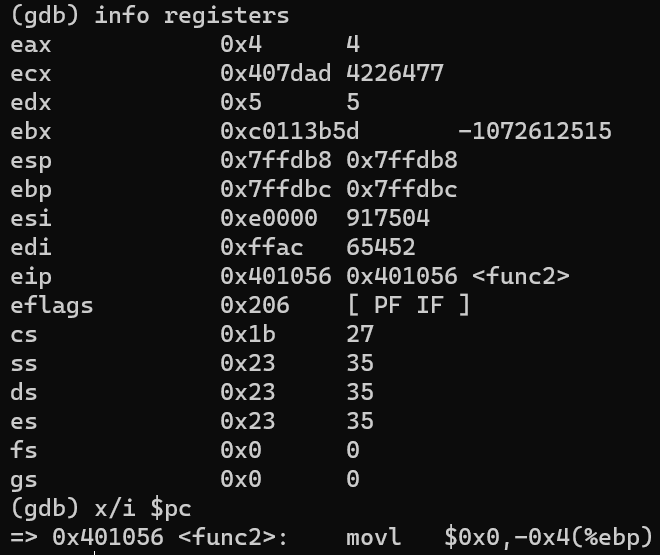 (gdb) info registers
eax            0x4      4
ecx            0x407dad 4226477
edx            0x5      5
ebx            0xc0113b5d       -1072612515
esp            0x7ffdb8 0x7ffdb8
ebp            0x7ffdbc 0x7ffdbc
esi            0xe0000  917504
edi            0xffac   65452
eip            0x401056 0x401056 <func2>
eflags         0x206    [ PF IF ]
cs             0x1b     27
ss             0x23     35
ds             0x23     35
es             0x23     35
fs             0x0      0
gs             0x0      0
(gdb) x/i $pc
=> 0x401056 <func2>:    movl   $0x0,-0x4(%ebp)